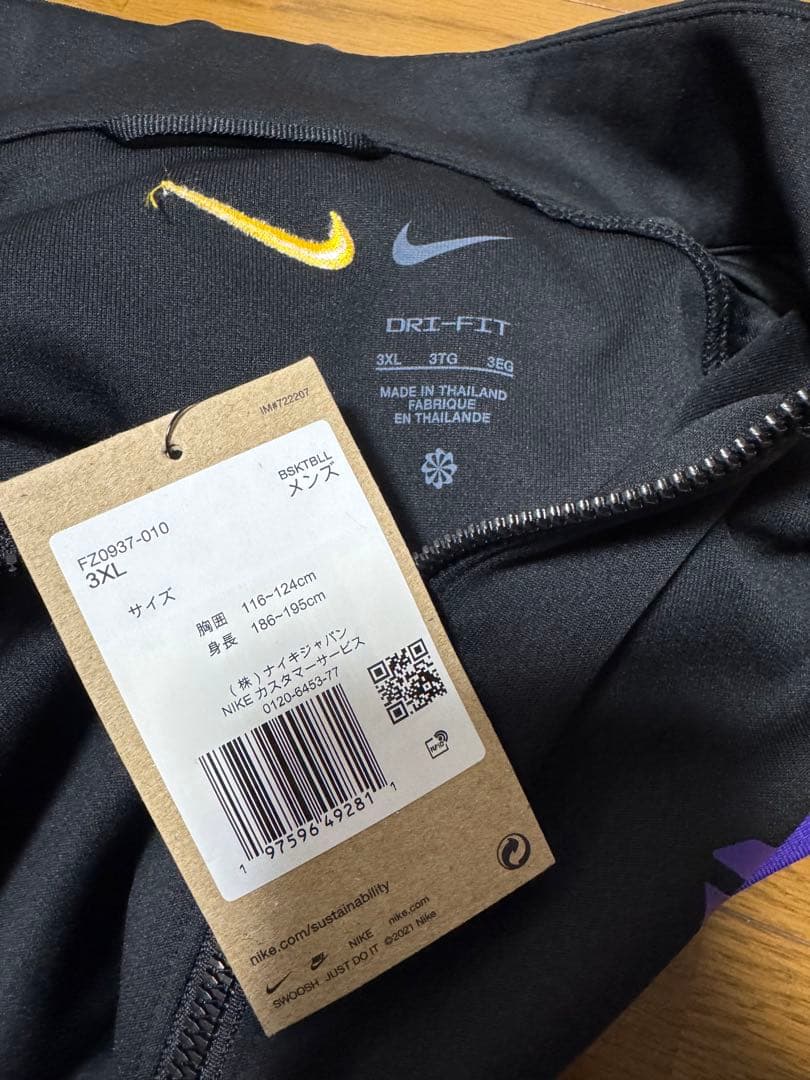 DRI-FIT
3XL 3TG 3EG
MADE IN THAILAND
FABRIQUE
EN THAILANDE
IM#722207
BSKTBLL
メンズ
FZ0937-010
3XL
サイズ
胸囲 116~124cm
身長 186~195cm
(株)ナイキジャパン
NIKE カスタマーサービス
0120-6453-77
RFID
1 97596 49281 1
nike.com/sustainability
NIKE nike.com
SWOOSH JUST DO IT ©2021 Nike